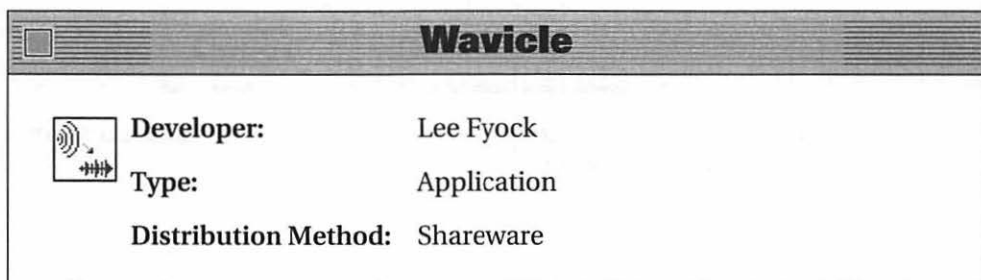 Wavicle
Developer: Lee Fyock
Type: Application
Distribution Method: Shareware